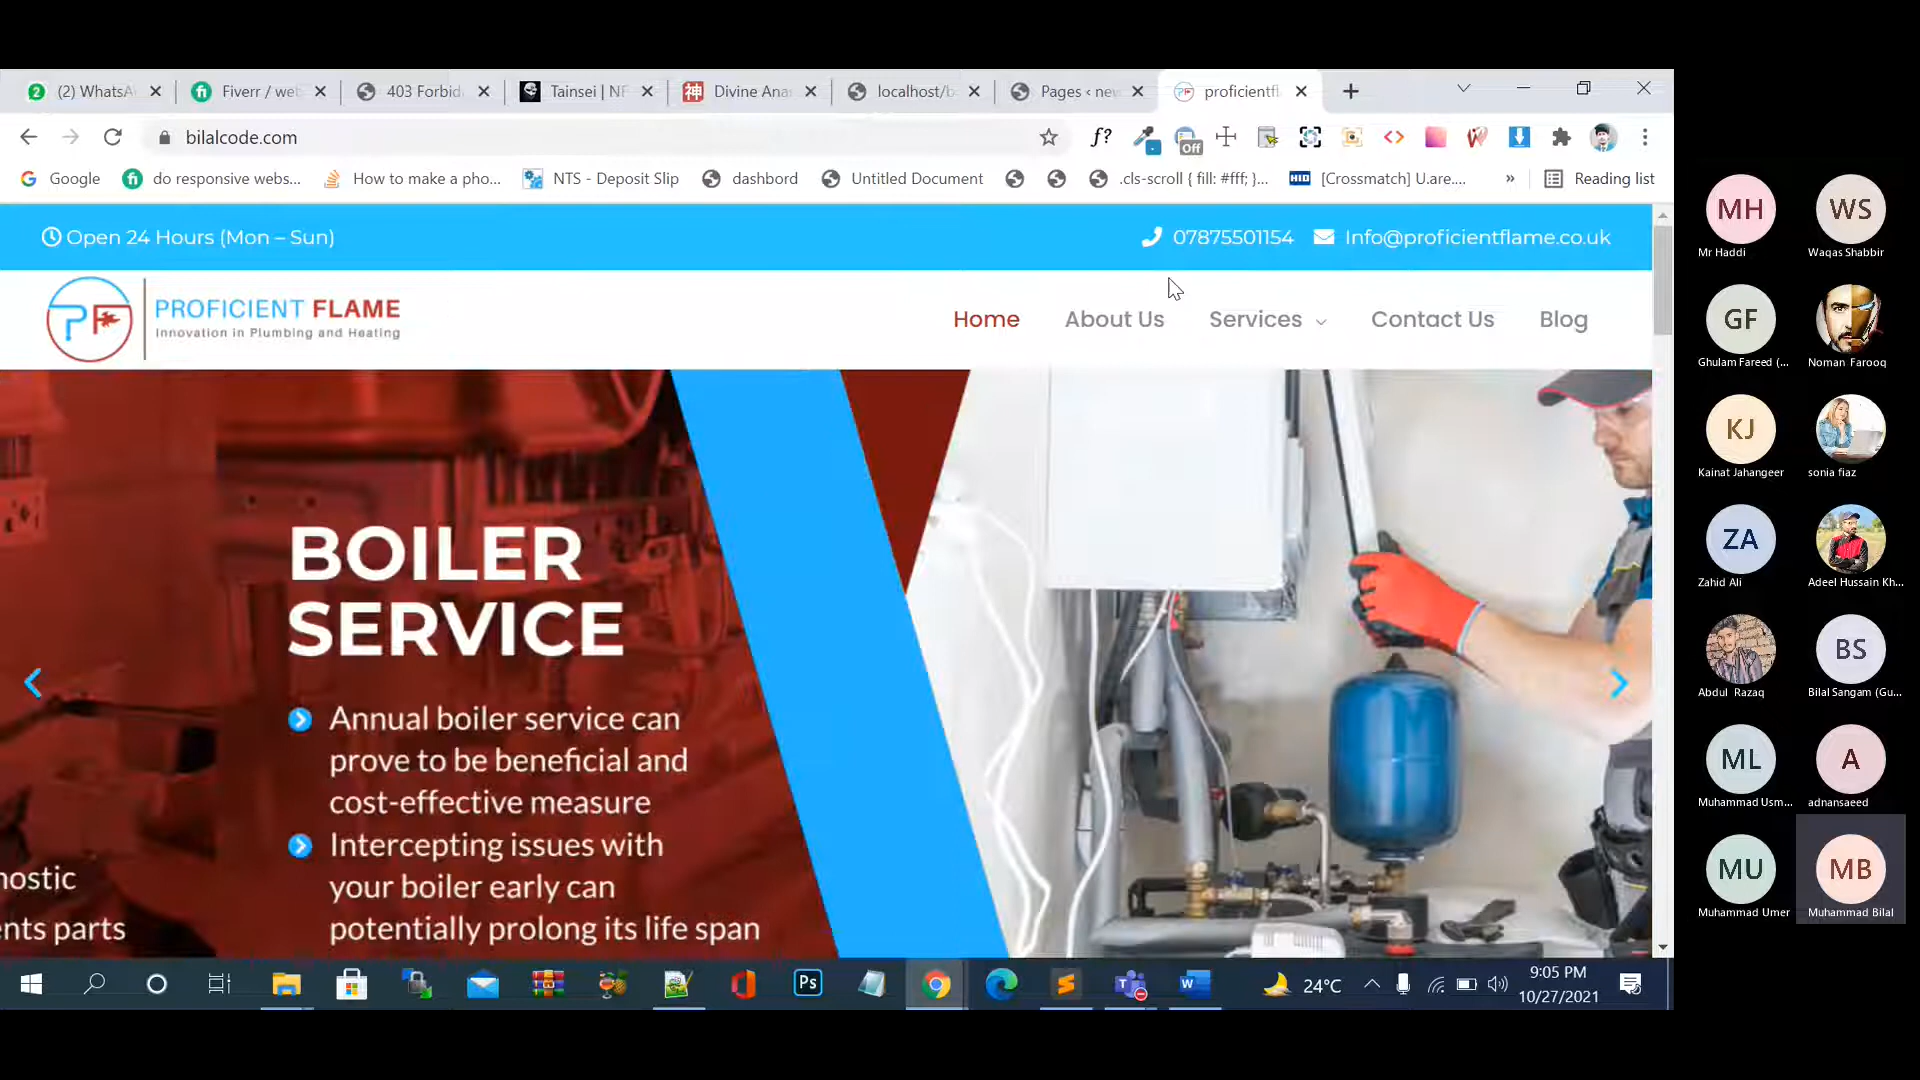 (2) WhatsA
Fiverr / web
403 Forbid
Tainsei | NF
Divine Ana
localhost/b
Pages ‹ new
proficientfl
bilalcode.com
f?
Off
Google
do responsive webs...
How to make a pho...
NTS - Deposit Slip
dashbord
Untitled Document
.cls-scroll { fill: #fff; }...
HID
[Crossmatch] U.are....
»
Reading list
Open 24 Hours (Mon – Sun)
07875501154
Info@proficientflame.co.uk
PF
PROFICIENT FLAME
Innovation in Plumbing and Heating
Home
About Us
Services
Contact Us
Blog
BOILER
SERVICE
Annual boiler service can
prove to be beneficial and
cost-effective measure
Intercepting issues with
your boiler early can
potentially prolong its life span
nostic
ents parts
Ps
24°C
9:05 PM
10/27/2021
MH
Mr Haddi
WS
Waqas Shabbir
GF
Ghulam Fareed (...
Noman Farooq
KJ
Kainat Jahangeer
sonia fiaz
ZA
Zahid Ali
Adeel Hussain Kh...
Abdul Razaq
BS
Bilal Sangam (Gu...
ML
Muhammad Usm...
A
adnansaeed
MU
Muhammad Umer
MB
Muhammad Bilal